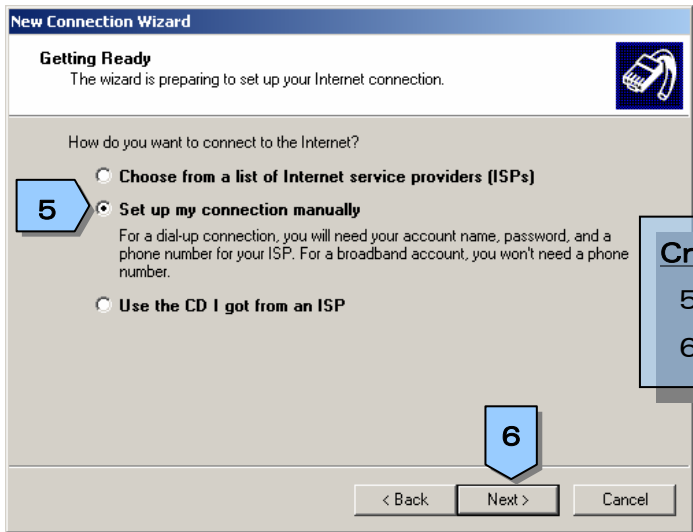 New Connection Wizard
Getting Ready
The wizard is preparing to set up your Internet connection.
How do you want to connect to the Internet?
Choose from a list of Internet service providers (ISPs)
5
Set up my connection manually
For a dial-up connection, you will need your account name, password, and a
phone number for your ISP. For a broadband account, you won't need a phone
number.
Use the CD I got from an ISP
Cr
5
6
6
< Back
Next >
Cancel